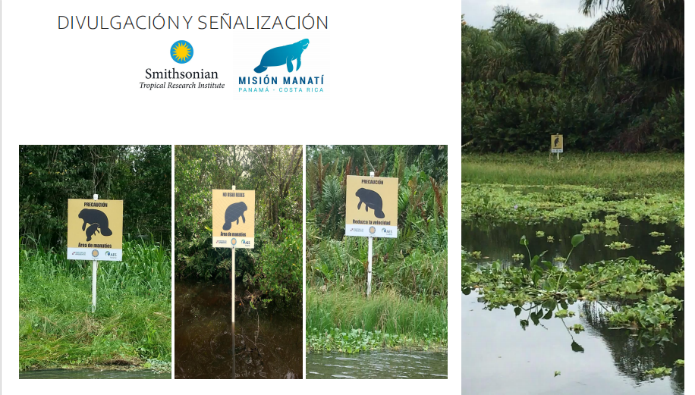 DIVULGACIÓN Y SEÑALIZACIÓN
Smithsonian
Tropical Research Institute
MISIÓN MANATÍ
PANAMÁ - COSTA RICA
PRECAUCIÓN
Área de manatíes
Área de manatíes
PRECAUCIÓN
Reduzca la velocidad